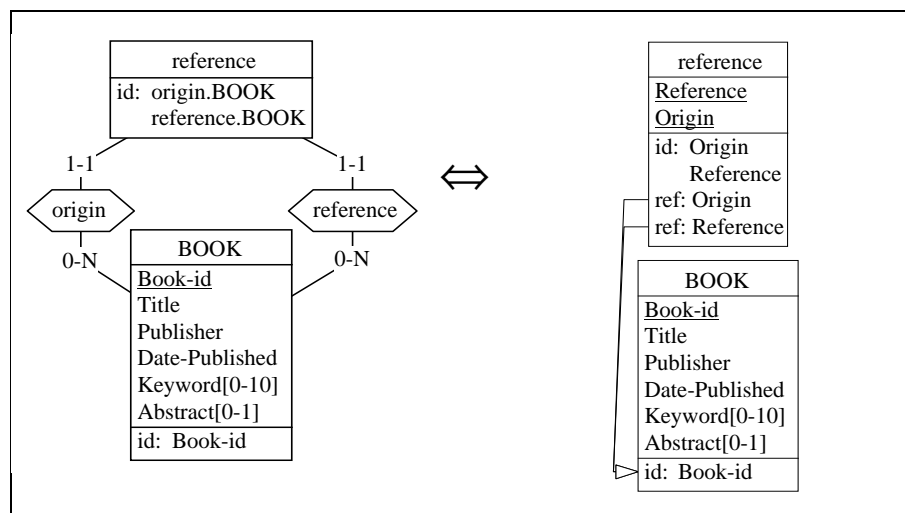 reference
id: origin.BOOK
reference.BOOK
1-1
1-1
origin
reference
0-N
0-N
BOOK
Book-id
Title
Publisher
Date-Published
Keyword[0-10]
Abstract[0-1]
id: Book-id
⇔
reference
Reference
Origin
id: Origin
Reference
ref: Origin
ref: Reference
BOOK
Book-id
Title
Publisher
Date-Published
Keyword[0-10]
Abstract[0-1]
id: Book-id